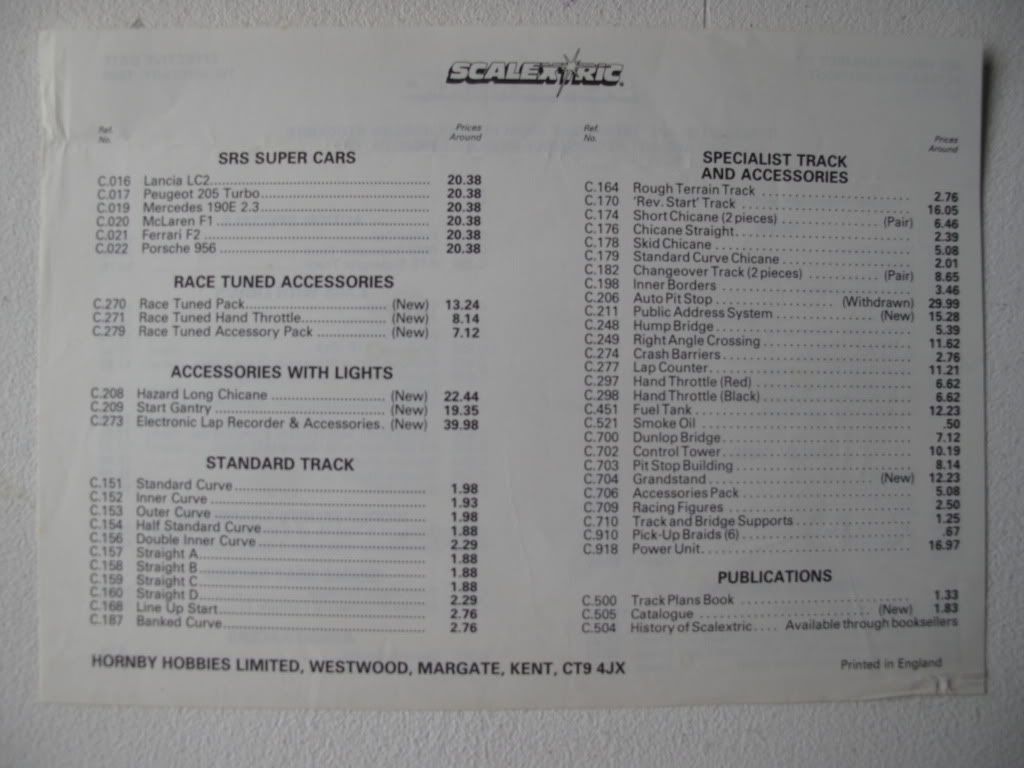 SCALEXTRIC
Ref. No. Prices Around
SRS SUPER CARS
C.016 Lancia LC2 20.38
C.017 Peugeot 205 Turbo 20.38
C.019 Mercedes 190E 2.3 20.38
C.020 McLaren F1 20.38
C.021 Ferrari F2 20.38
C.022 Porsche 956 20.38
RACE TUNED ACCESSORIES
C.270 Race Tuned Pack (New) 13.24
C.271 Race Tuned Hand Throttle (New) 8.14
C.279 Race Tuned Accessory Pack (New) 7.12
ACCESSORIES WITH LIGHTS
C.208 Hazard Long Chicane (New) 22.44
C.209 Start Gantry (New) 19.35
C.273 Electronic Lap Recorder & Accessories. (New) 39.98
STANDARD TRACK
C.151 Standard Curve 1.98
C.152 Inner Curve 1.93
C.153 Outer Curve 1.98
C.154 Half Standard Curve 1.88
C.156 Double Inner Curve 2.29
C.157 Straight A 1.88
C.158 Straight B 1.88
C.159 Straight C 1.88
C.160 Straight D 2.29
C.168 Line Up Start 2.76
C.187 Banked Curve 2.76
Ref. No. Prices Around
SPECIALIST TRACK
AND ACCESSORIES
C.164 Rough Terrain Track 2.76
C.170 'Rev. Start' Track 16.05
C.174 Short Chicane (2 pieces) (Pair) 6.46
C.176 Chicane Straight 2.39
C.178 Skid Chicane 5.08
C.179 Standard Curve Chicane 2.01
C.182 Changeover Track (2 pieces) (Pair) 8.65
C.198 Inner Borders 3.46
C.206 Auto Pit Stop (Withdrawn) 29.99
C.211 Public Address System (New) 15.28
C.248 Hump Bridge 5.39
C.249 Right Angle Crossing 11.62
C.274 Crash Barriers 2.76
C.277 Lap Counter 11.21
C.297 Hand Throttle (Red) 6.62
C.298 Hand Throttle (Black) 6.62
C.451 Fuel Tank 12.23
C.521 Smoke Oil .50
C.700 Dunlop Bridge 7.12
C.702 Control Tower 10.19
C.703 Pit Stop Building 8.14
C.704 Grandstand (New) 12.23
C.706 Accessories Pack 5.08
C.709 Racing Figures 2.50
C.710 Track and Bridge Supports 1.25
C.910 Pick-Up Braids (6) .67
C.918 Power Unit 16.97
PUBLICATIONS
C.500 Track Plans Book 1.33
C.505 Catalogue (New) 1.83
C.504 History of Scalextric.... Available through booksellers
HORNBY HOBBIES LIMITED, WESTWOOD, MARGATE, KENT, CT9 4JX
Printed in England